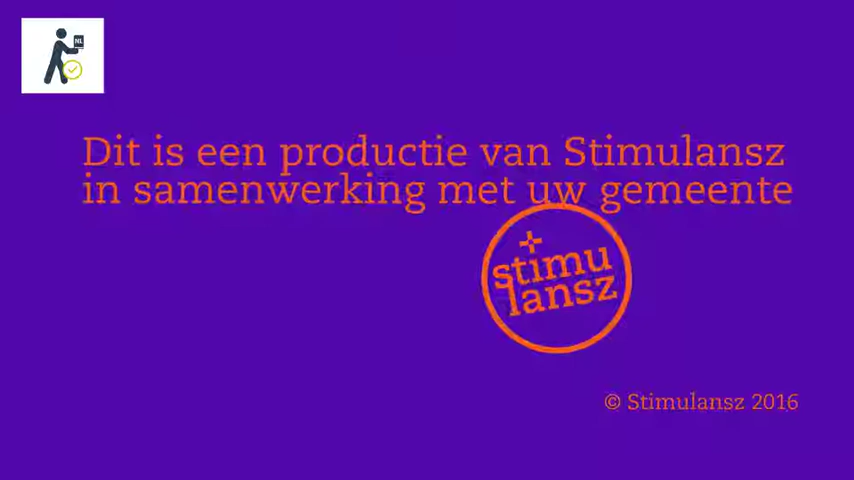 NL
Dit is een productie van Stimulansz
in samenwerking met uw gemeente
stimu
lansz
© Stimulansz 2016